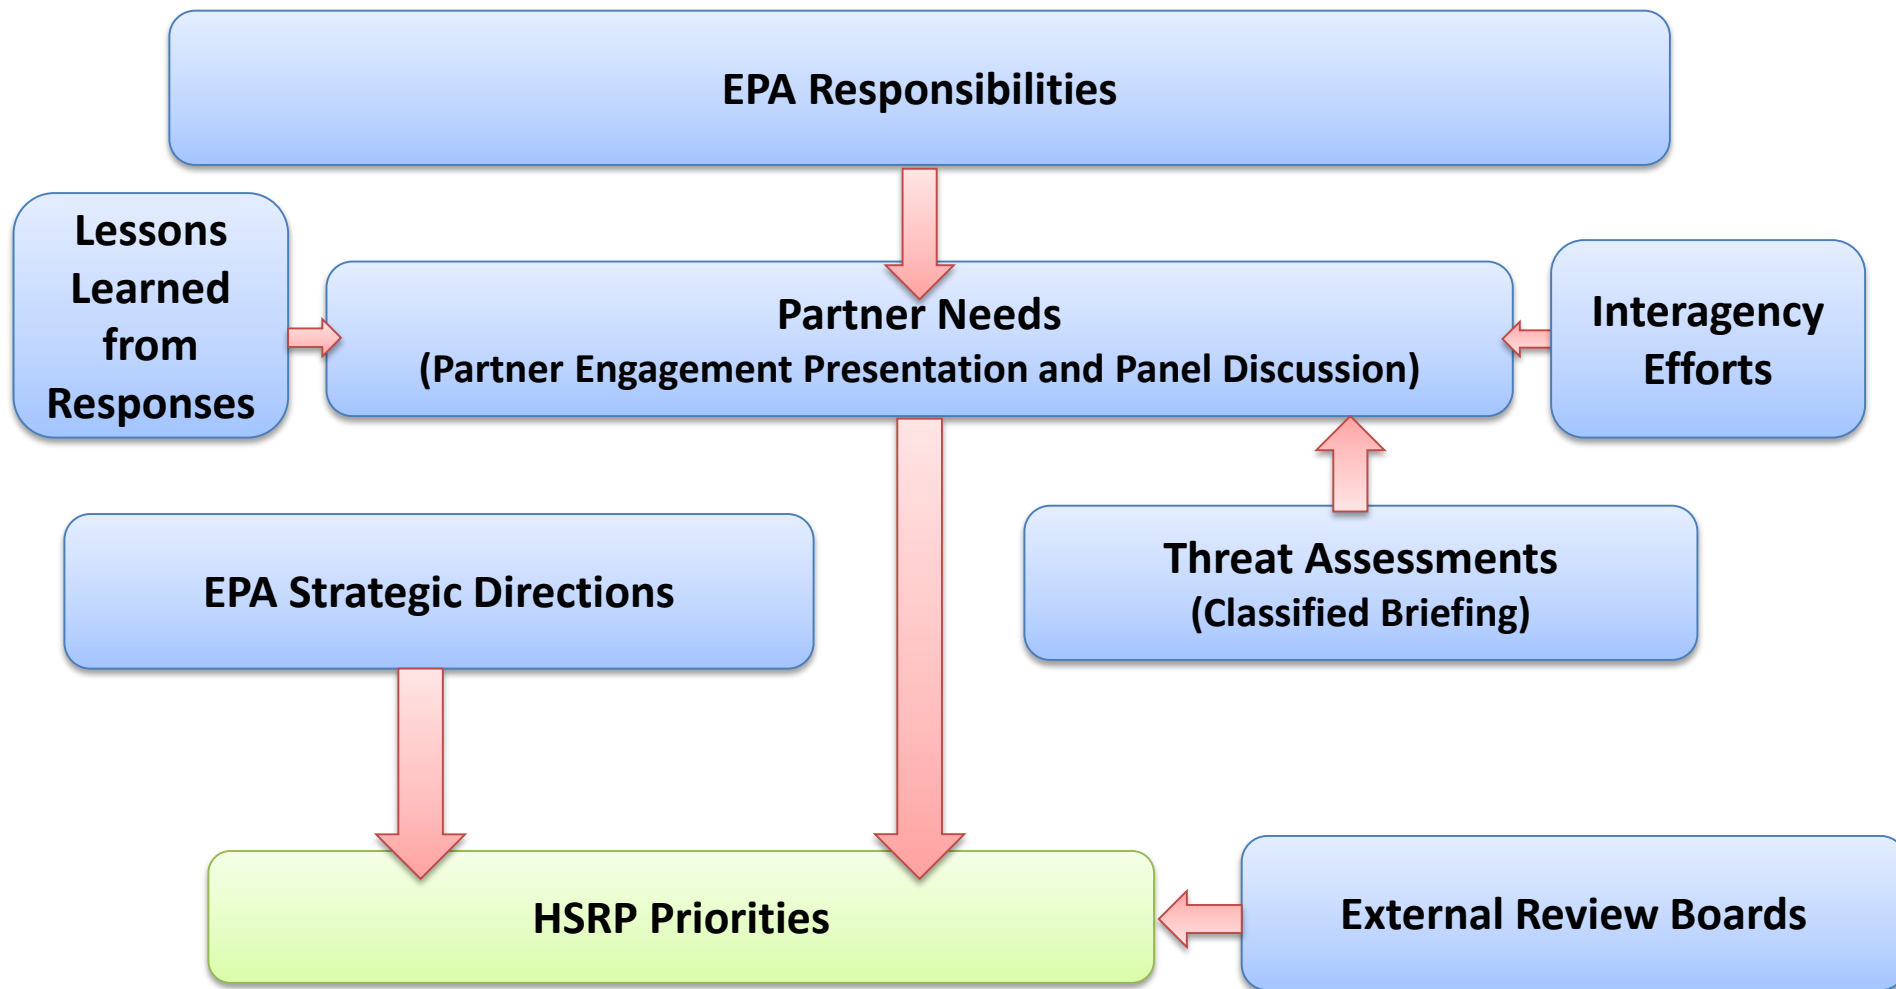 EPA Responsibilities
Lessons
Learned
from
Responses
Partner Needs
(Partner Engagement Presentation and Panel Discussion)
Interagency
Efforts
EPA Strategic Directions
Threat Assessments
(Classified Briefing)
HSRP Priorities
External Review Boards